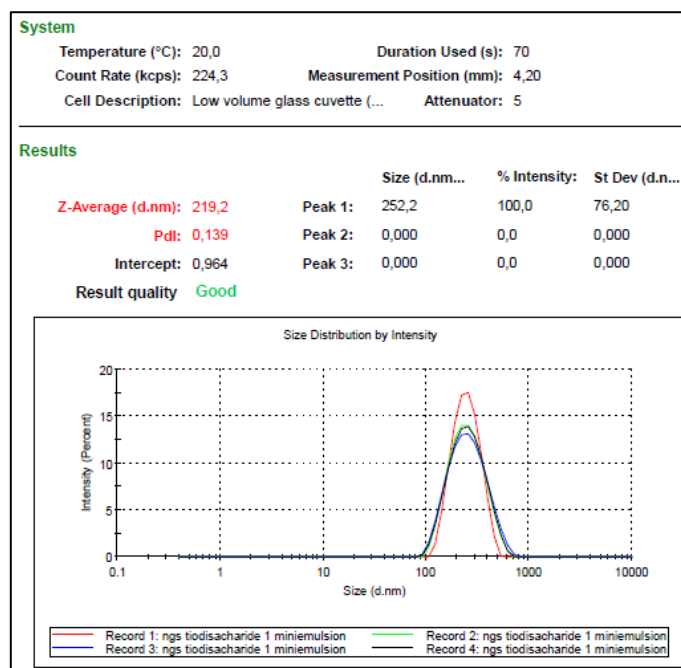 System
Temperature (°C): 20,0 Duration Used (s): 70
Count Rate (kcps): 224,3 Measurement Position (mm): 4,20
Cell Description: Low volume glass cuvette (... Attenuator: 5
Results
Size (d.nm... % Intensity: St Dev (d.n...
Z-Average (d.nm): 219,2 Peak 1: 252,2 100,0 76,20
PdI: 0,139 Peak 2: 0,000 0,0 0,000
Intercept: 0,964 Peak 3: 0,000 0,0 0,000
Result quality Good
Size Distribution by Intensity
20
15
10
5
0
Intensity (Percent)
0.1 1 10 100 1000 10000
Size (d.nm)
Record 1: ngs tiodisacharide 1 miniemulsion Record 2: ngs tiodisacharide 1 miniemulsion
Record 3: ngs tiodisacharide 1 miniemulsion Record 4: ngs tiodisacharide 1 miniemulsion